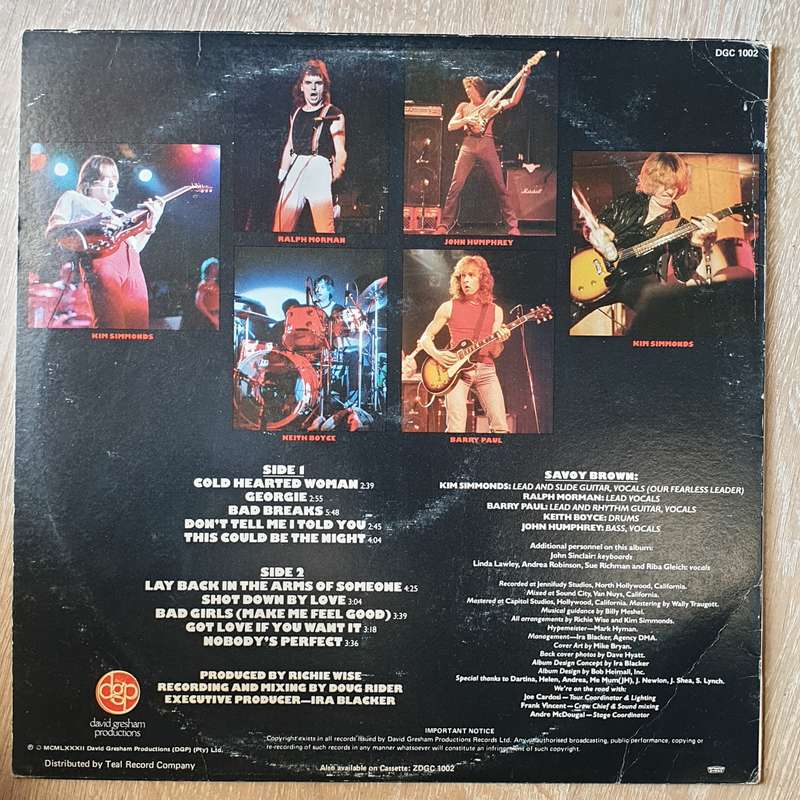 DGC 1002
RALPH MORMAN
JOHN HUMPHREY
KIM SIMMONDS
KIM SIMMONDS
KEITH BOYCE
BARRY PAUL
Marshall
SIDE 1
COLD HEARTED WOMAN 2:39
GEORGIE 2:55
BAD BREAKS 5:48
DON'T TELL ME I TOLD YOU 2:45
THIS COULD BE THE NIGHT 4:04
SIDE 2
LAY BACK IN THE ARMS OF SOMEONE 4:25
SHOT DOWN BY LOVE 3:04
BAD GIRLS (MAKE ME FEEL GOOD) 3:39
GOT LOVE IF YOU WANT IT 3:18
NOBODY'S PERFECT 3:36
PRODUCED BY RICHIE WISE
RECORDING AND MIXING BY DOUG RIDER
EXECUTIVE PRODUCER—IRA BLACKER
SAVOY BROWN:
KIM SIMMONDS: LEAD AND SLIDE GUITAR, VOCALS (OUR FEARLESS LEADER)
RALPH MORMAN: LEAD VOCALS
BARRY PAUL: LEAD AND RHYTHM GUITAR, VOCALS
KEITH BOYCE: DRUMS
JOHN HUMPHREY: BASS, VOCALS
Additional personnel on this album:
John Sinclair: keyboards
Linda Lawley, Andrea Robinson, Sue Richman and Riba Gleich: vocals
Recorded at Jennifudy Studios, North Hollywood, California.
Mixed at Sound City, Van Nuys, California.
Mastered at Capitol Studios, Hollywood, California. Mastering by Wally Traugott.
Musical guidance by Billy Meshel.
All arrangements by Richie Wise and Kim Simmonds.
Hypemeister—Mark Hyman.
Management—Ira Blacker, Agency DMA.
Cover Art by Mike Bryan.
Back cover photos by Dave Hyatt.
Album Design Concept by Ira Blacker
Album Design by Bob Heimall, Inc.
Special thanks to Dartina, Helen, Andrea, Me Mum(JH), J. Newlon, J. Shea, S. Lynch.
We're on the road with:
Joe Cardosi—Tour Coordinator & Lighting
Frank Vincent—Crew Chief & Sound mixing
Andre McDougal—Stage Coordinator
dgp
david gresham
productions
IMPORTANT NOTICE
Copyright exists in all records issued by David Gresham Productions Records Ltd. Any unauthorised broadcasting, public performance, copying or
re-recording of such records in any manner whatsoever will constitute an infringement of such copyright.
℗ © MCMLXXXII David Gresham Productions (DGP) (Pty) Ltd.
Distributed by Teal Record Company
Also available on Cassette: ZDGC 1002